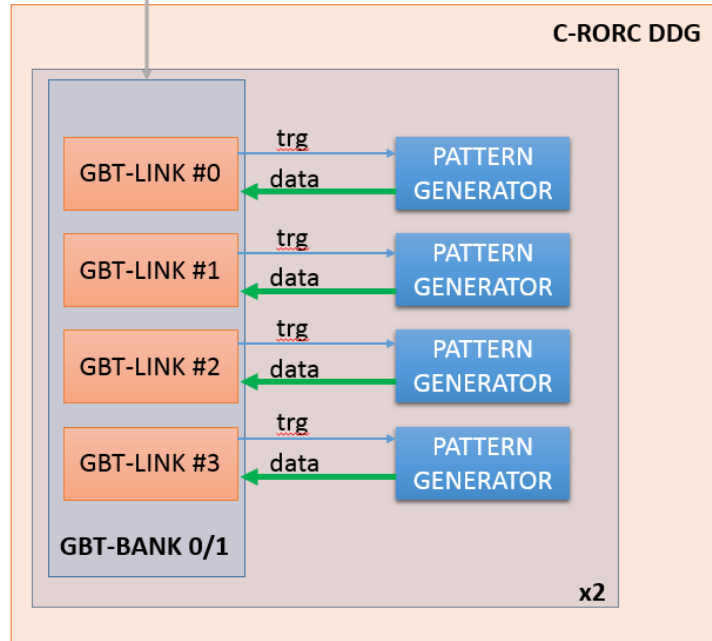 C-RORC DDG
GBT-LINK #0
trg
data
PATTERN
GENERATOR
GBT-LINK #1
trg
data
PATTERN
GENERATOR
GBT-LINK #2
trg
data
PATTERN
GENERATOR
GBT-LINK #3
trg
data
PATTERN
GENERATOR
GBT-BANK 0/1
x2